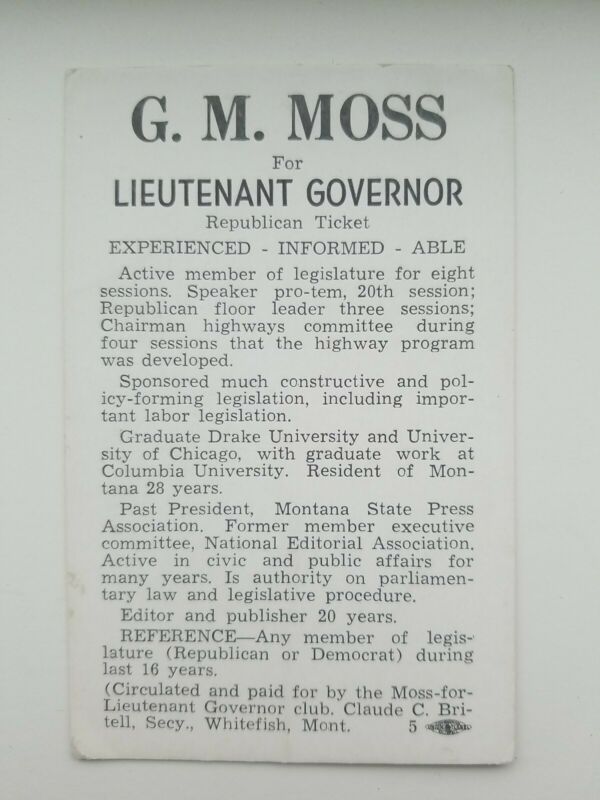 G. M. MOSS
For
LIEUTENANT GOVERNOR
Republican Ticket
EXPERIENCED - INFORMED - ABLE
Active member of legislature for eight
sessions. Speaker pro-tem, 20th session;
Republican floor leader three sessions;
Chairman highways committee during
four sessions that the highway program
was developed.
Sponsored much constructive and pol-
icy-forming legislation, including impor-
tant labor legislation.
Graduate Drake University and Univer-
sity of Chicago, with graduate work at
Columbia University. Resident of Mon-
tana 28 years.
Past President, Montana State Press
Association. Former member executive
committee, National Editorial Association.
Active in civic and public affairs for
many years. Is authority on parliamen-
tary law and legislative procedure.
Editor and publisher 20 years.
REFERENCE—Any member of legis-
lature (Republican or Democrat) during
last 16 years.
(Circulated and paid for by the Moss-for-
Lieutenant Governor club. Claude C. Bri-
tell, Secy., Whitefish, Mont. 5